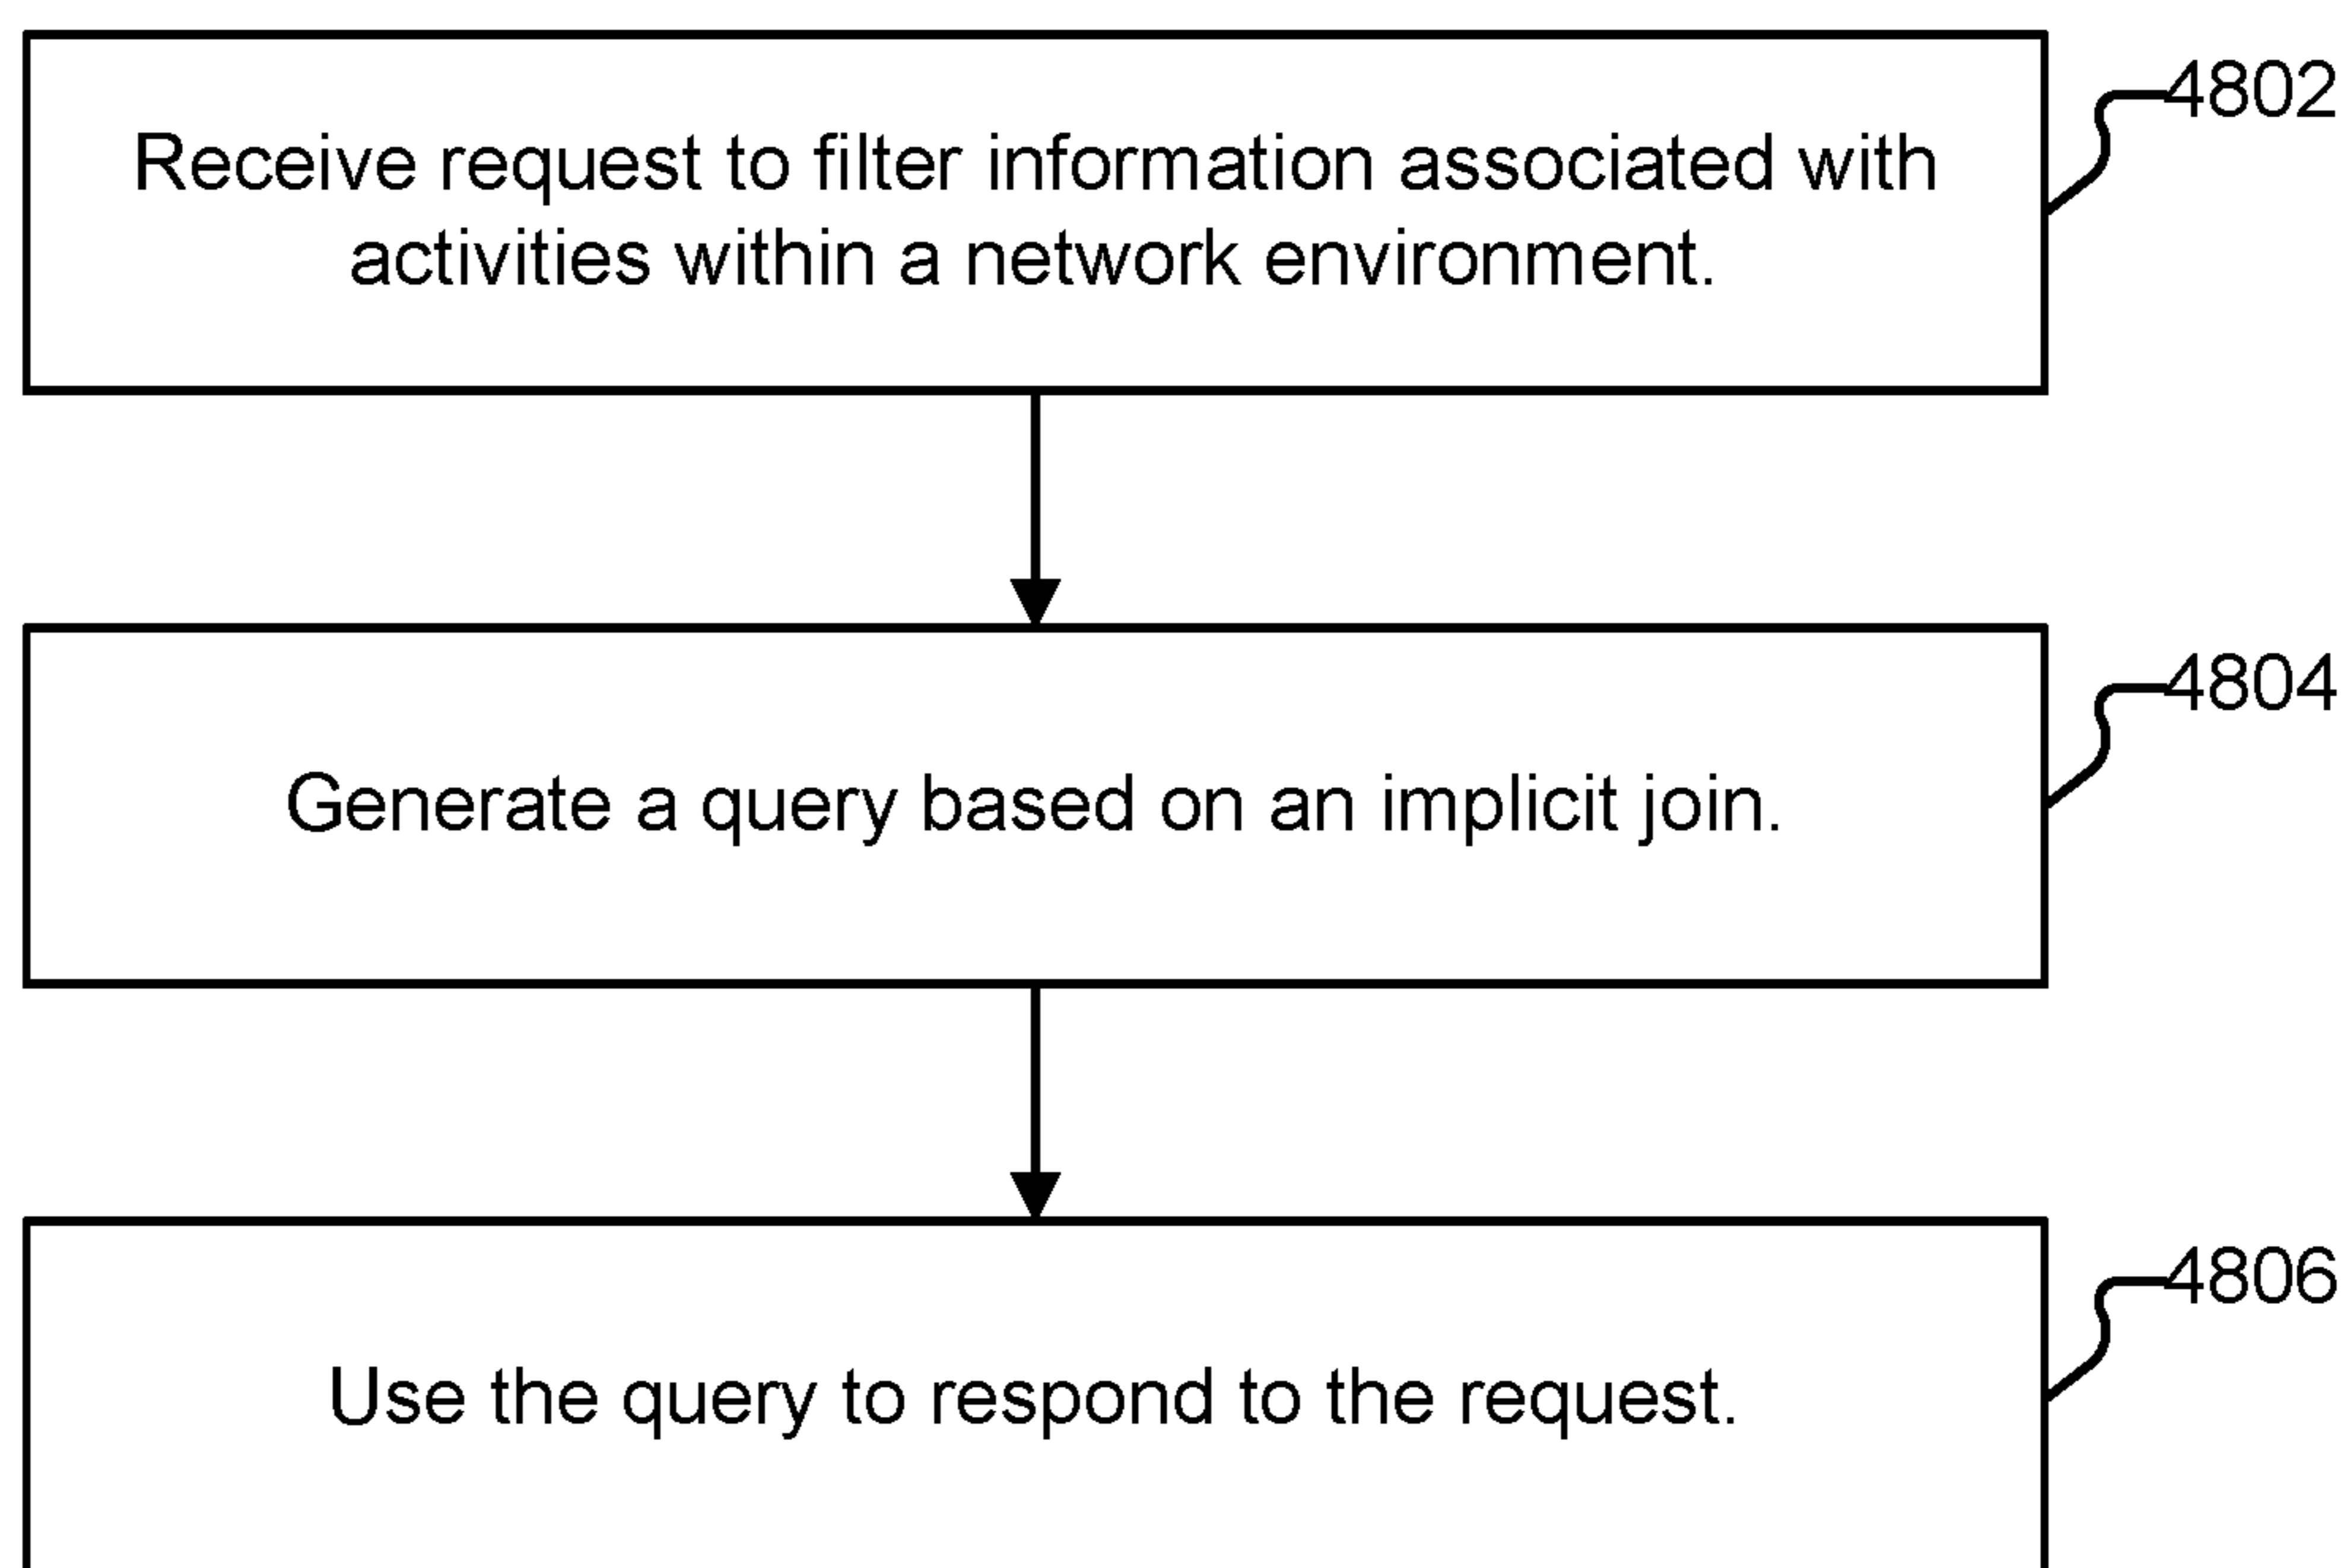 4802
Receive request to filter information associated with
activities within a network environment.
4804
Generate a query based on an implicit join.
4806
Use the query to respond to the request.